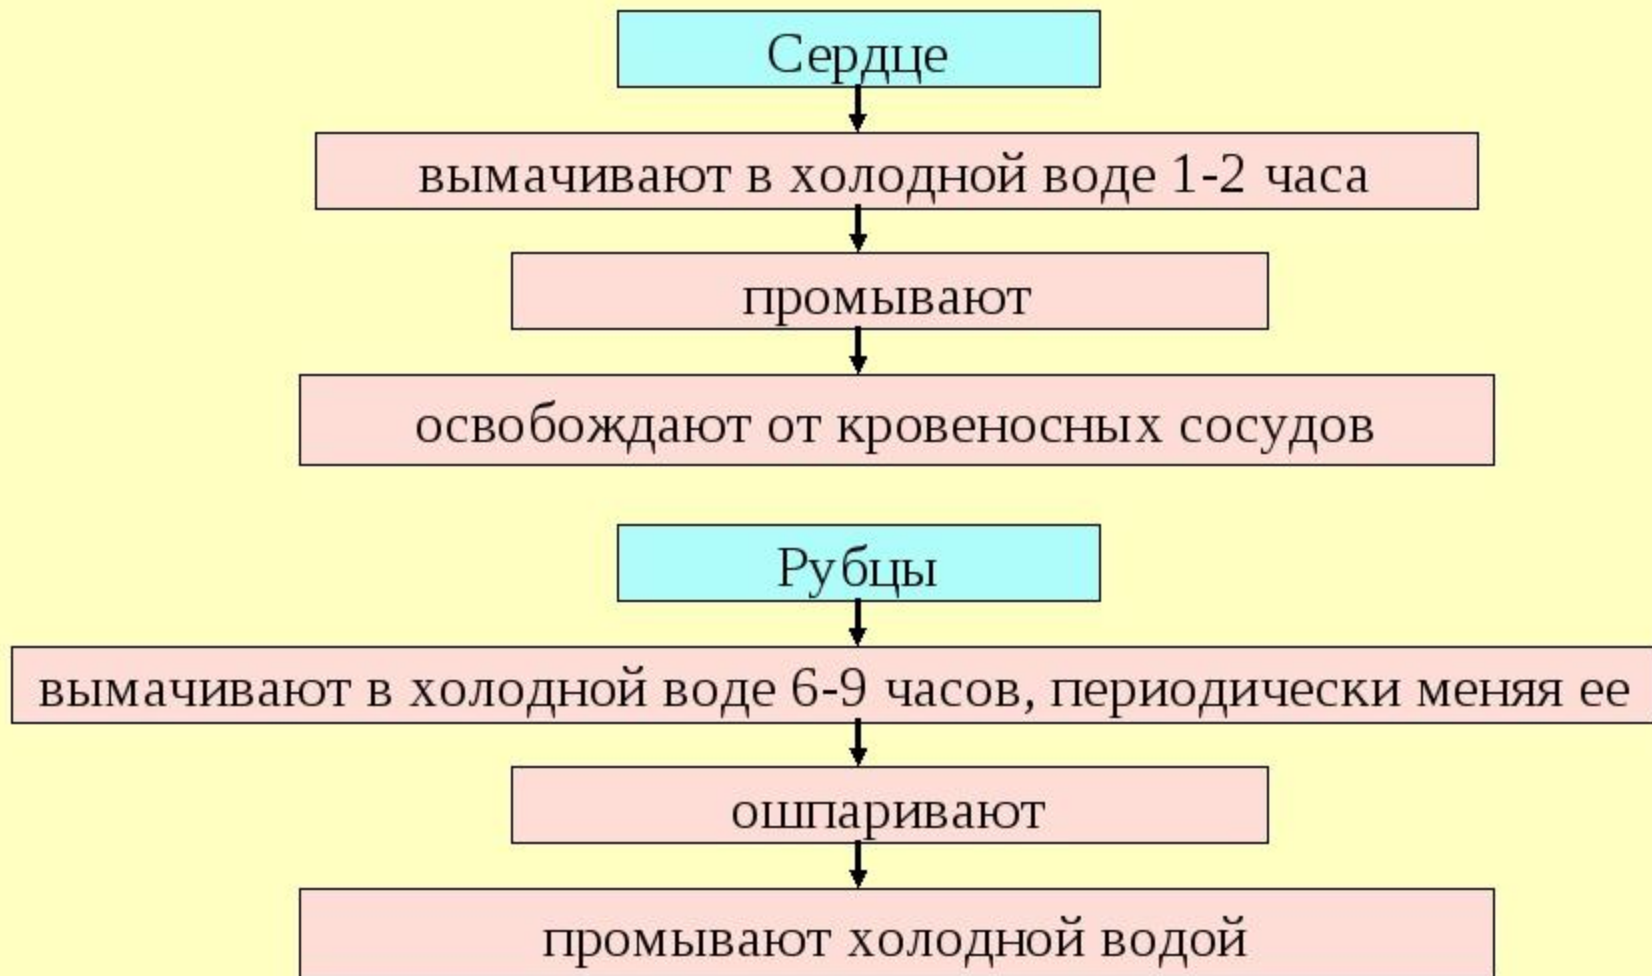 Сердце
вымачивают в холодной воде 1-2 часа
промывают
освобождают от кровеносных сосудов
Рубцы
вымачивают в холодной воде 6-9 часов, периодически меняя ее
ошпаривают
промывают холодной водой